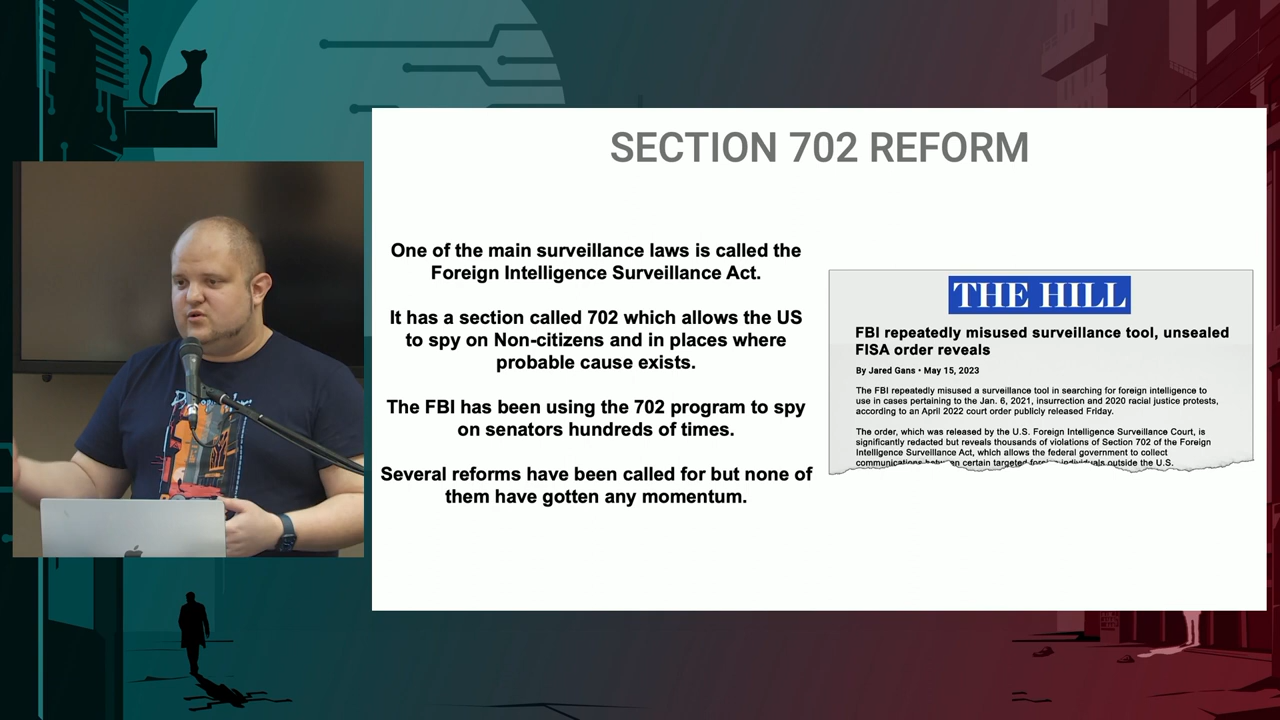 SECTION 702 REFORM
One of the main surveillance laws is called the
Foreign Intelligence Surveillance Act.
It has a section called 702 which allows the US
to spy on Non-citizens and in places where
probable cause exists.
The FBI has been using the 702 program to spy
on senators hundreds of times.
Several reforms have been called for but none of
them have gotten any momentum.
THE HILL
FBI repeatedly misused surveillance tool, unsealed
FISA order reveals
By Jared Gans • May 15, 2023
The FBI repeatedly misused a surveillance tool in searching for foreign intelligence to
use in cases pertaining to the Jan. 6, 2021, insurrection and 2020 racial justice protests,
according to an April 2022 court order publicly released Friday.
The order, which was released by the U.S. Foreign Intelligence Surveillance Court, is
significantly redacted but reveals thousands of violations of Section 702 of the Foreign
Intelligence Surveillance Act, which allows the federal government to collect
communications between certain targeted foreign individuals outside the U.S.